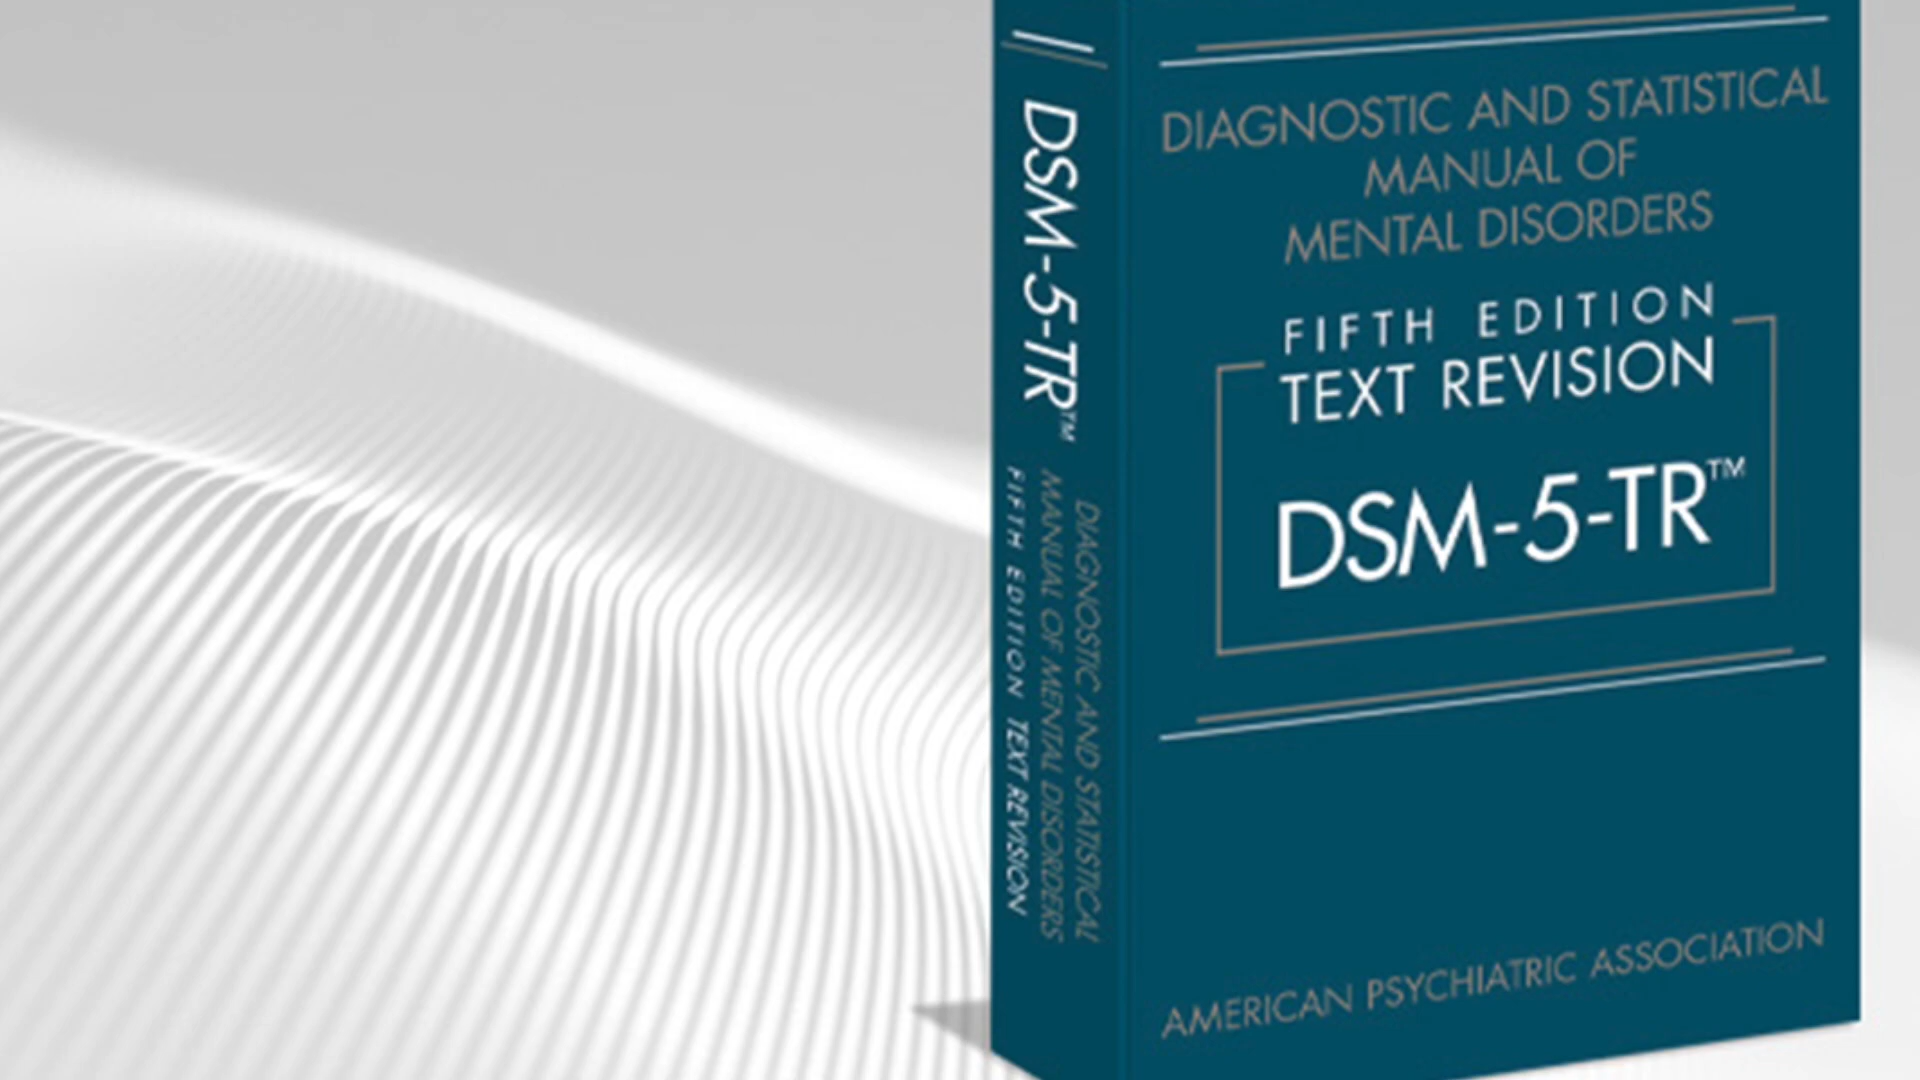 DSM-5-TR™
DIAGNOSTIC AND STATISTICAL
MANUAL OF MENTAL DISORDERS
FIFTH EDITION TEXT REVISION
DIAGNOSTIC AND STATISTICAL
MANUAL OF
MENTAL DISORDERS
FIFTH EDITION
TEXT REVISION
DSM-5-TR™
AMERICAN PSYCHIATRIC ASSOCIATION